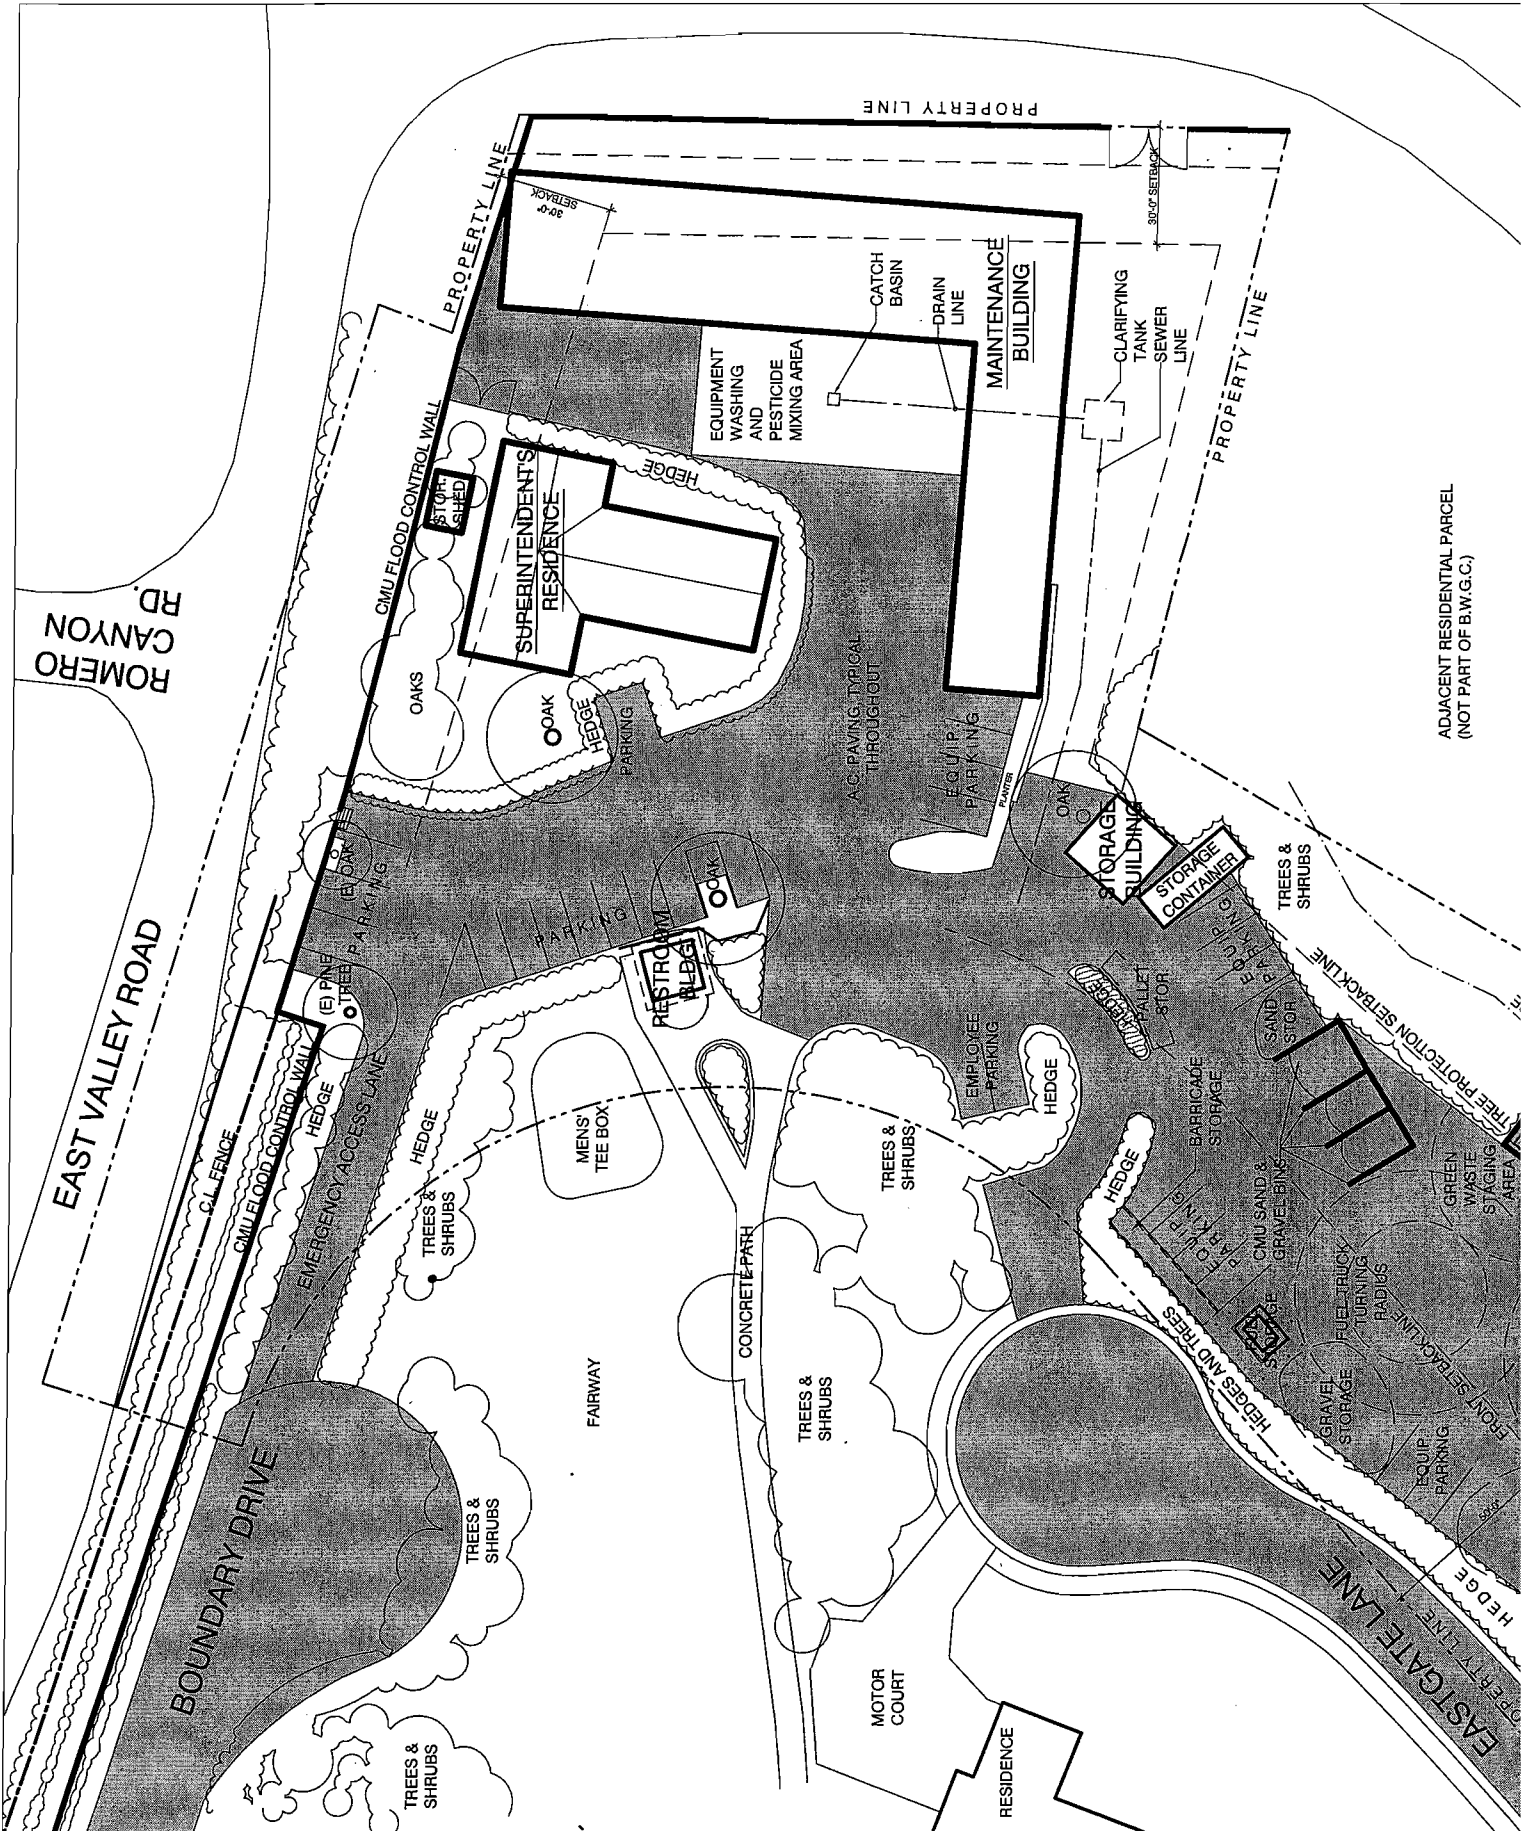 PROPERTY LINE
PROPERTY LINE
30'-0"
SETBACK
30'-0" SETBACK
CATCH
BASIN
DRAIN
LINE
MAINTENANCE
BUILDING
CLARIFYING
TANK
SEWER
LINE
PROPERTY LINE
EQUIPMENT
WASHING
AND
PESTICIDE
MIXING AREA
CMU FLOOD CONTROL WALL
STOR.
SHED
SUPERINTENDENTS
RESIDENCE
HEDGE
ROMERO
CANYON
RD.
OAKS
OAK
HEDGE
PARKING
A.C. PAVING TYPICAL
THROUGHOUT
EQUIP.
PARKING
PLANTER
OAK
ADJACENT RESIDENTIAL PARCEL
(NOT PART OF B.W.G.C.)
(E) OAK
PARKING
PARKING
OAK
STORAGE
BUILDING
STORAGE
CONTAINER
TREES &
SHRUBS
EAST VALLEY ROAD
(E) PINE
TREE
RESTROOM
BLDG.
EQUIP.
PARKING
HEDGE
PALLET
STOR.
SAND
STOR.
TREE PROTECTION SETBACK LINE
EMPLOYEE
PARKING
HEDGE
BARRICADE
STORAGE
C.L. FENCE
CMU FLOOD CONTROL WALL
HEDGE
EMERGENCY ACCESS LANE
HEDGE
MENS'
TEE BOX
TREES &
SHRUBS
TREES &
SHRUBS
HEDGE
EQUIP.
PARKING
CMU SAND &
GRAVEL BINS
GREEN
WASTE
STAGING
AREA
CONCRETE PATH
FUEL TRUCK
TURNING
RADIUS
STORAGE
HEDGES AND TREES
GRAVEL
STORAGE
FRONT SETBACK LINE
EQUIP.
PARKING
FAIRWAY
TREES &
SHRUBS
BOUNDARY DRIVE
TREES &
SHRUBS
HEDGE
EASTGATE LANE
MOTOR
COURT
RESIDENCE
TREES &
SHRUBS